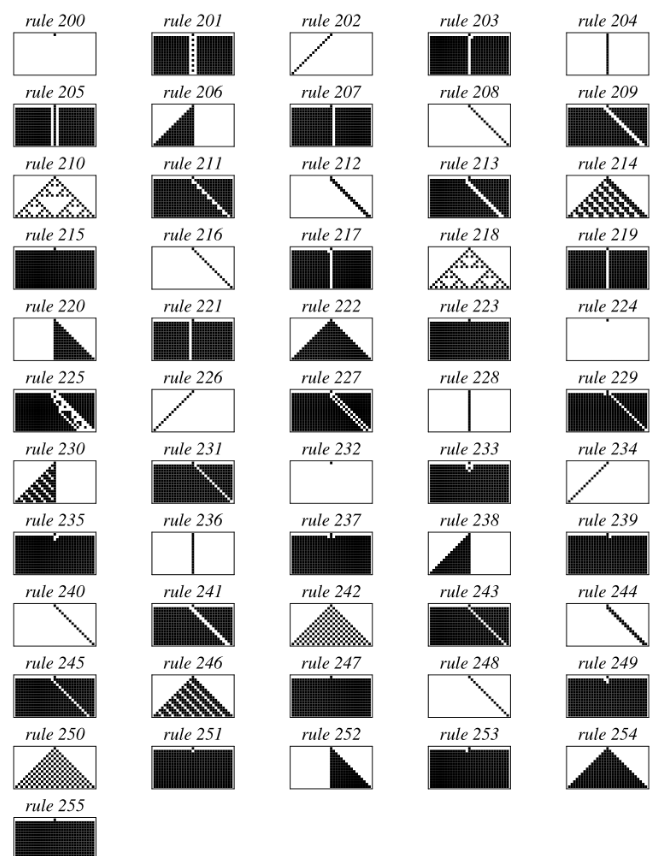 rule 200 rule 201 rule 202 rule 203 rule 204
rule 205 rule 206 rule 207 rule 208 rule 209
rule 210 rule 211 rule 212 rule 213 rule 214
rule 215 rule 216 rule 217 rule 218 rule 219
rule 220 rule 221 rule 222 rule 223 rule 224
rule 225 rule 226 rule 227 rule 228 rule 229
rule 230 rule 231 rule 232 rule 233 rule 234
rule 235 rule 236 rule 237 rule 238 rule 239
rule 240 rule 241 rule 242 rule 243 rule 244
rule 245 rule 246 rule 247 rule 248 rule 249
rule 250 rule 251 rule 252 rule 253 rule 254
rule 255